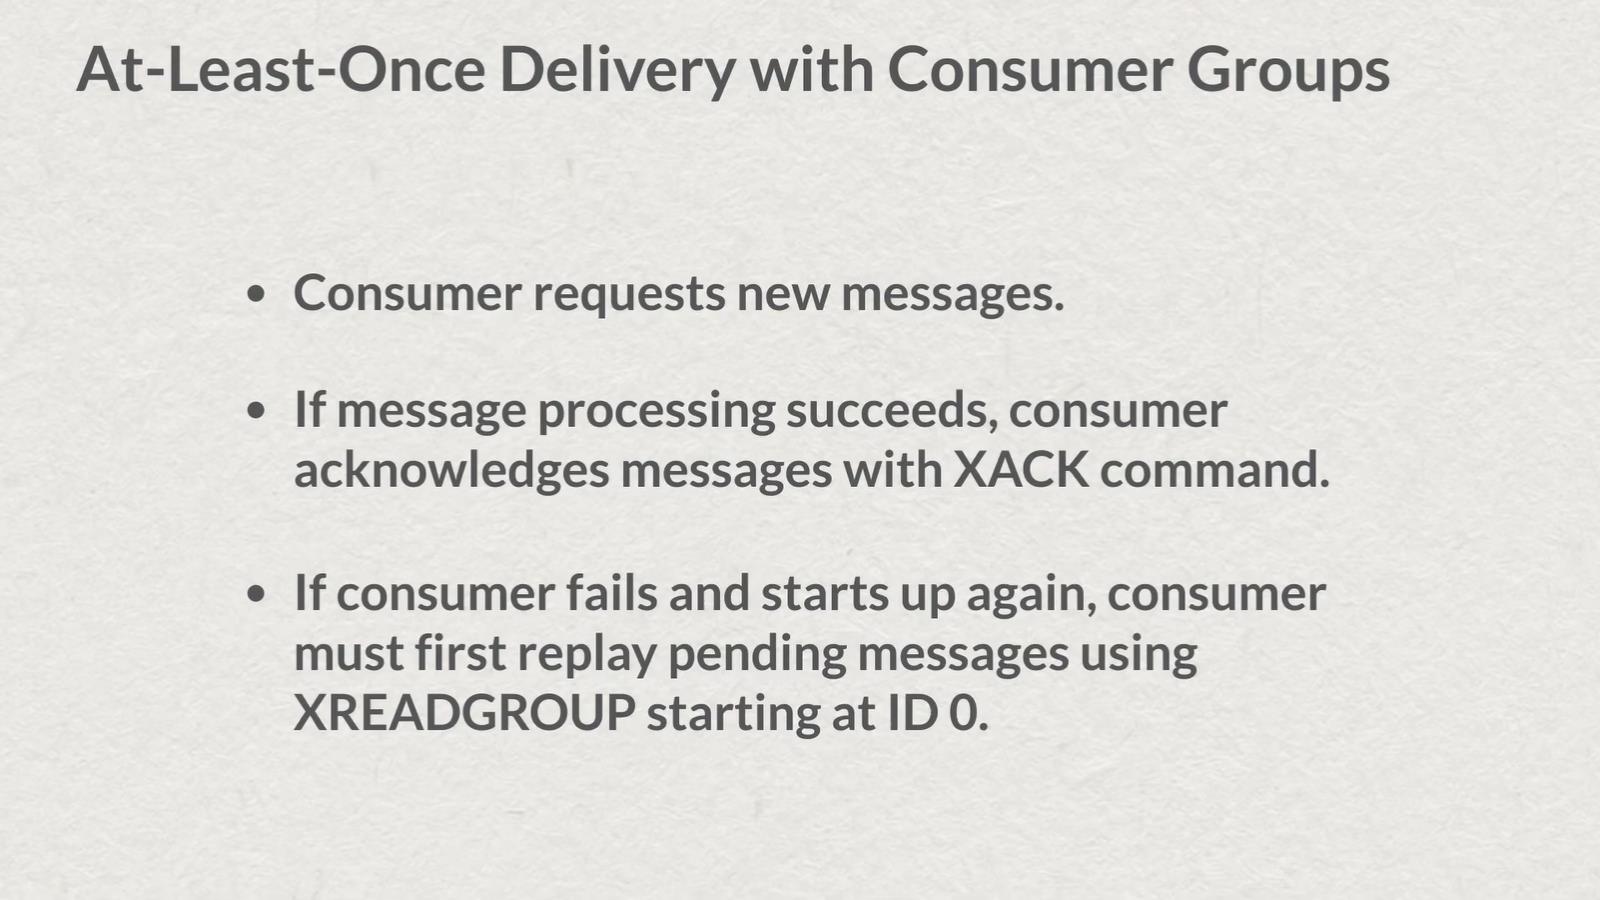 At-Least-Once Delivery with Consumer Groups
• Consumer requests new messages.
• If message processing succeeds, consumer
acknowledges messages with XACK command.
• If consumer fails and starts up again, consumer
must first replay pending messages using
XREADGROUP starting at ID 0.